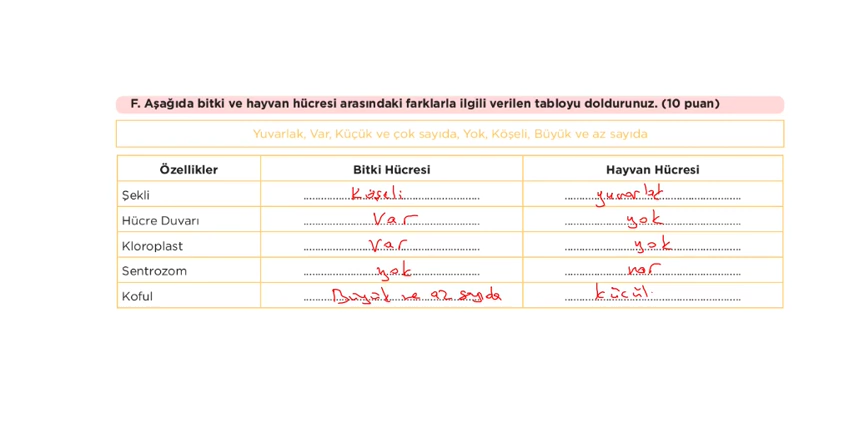 F. Aşağıda bitki ve hayvan hücresi arasındaki farklarla ilgili verilen tabloyu doldurunuz. (10 puan)
Yuvarlak, Var, Küçük ve çok sayıda, Yok, Köşeli, Büyük ve az sayıda
Özellikler Bitki Hücresi Hayvan Hücresi
Şekli Köşeli yuvarlak
Hücre Duvarı Var yok
Kloroplast Var yok
Sentrozom yok var
Koful Büyük ve az sayıda küçük